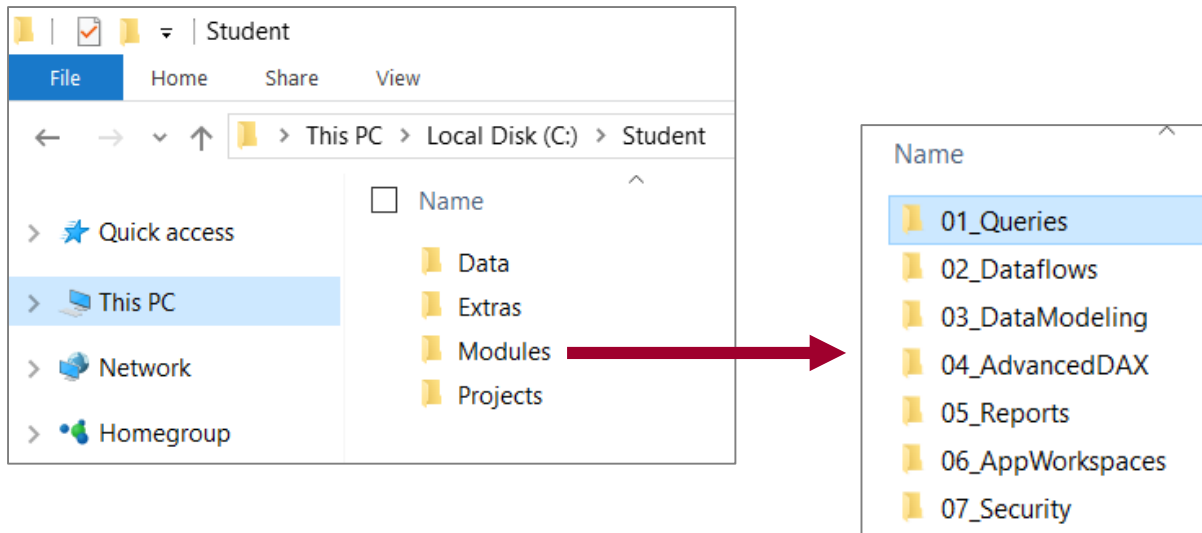 Student
File Home Share View
This PC > Local Disk (C:) > Student
Name
Quick access
This PC
Network
Homegroup
Data
Extras
Modules
Projects
Name
01_Queries
02_Dataflows
03_DataModeling
04_AdvancedDAX
05_Reports
06_AppWorkspaces
07_Security